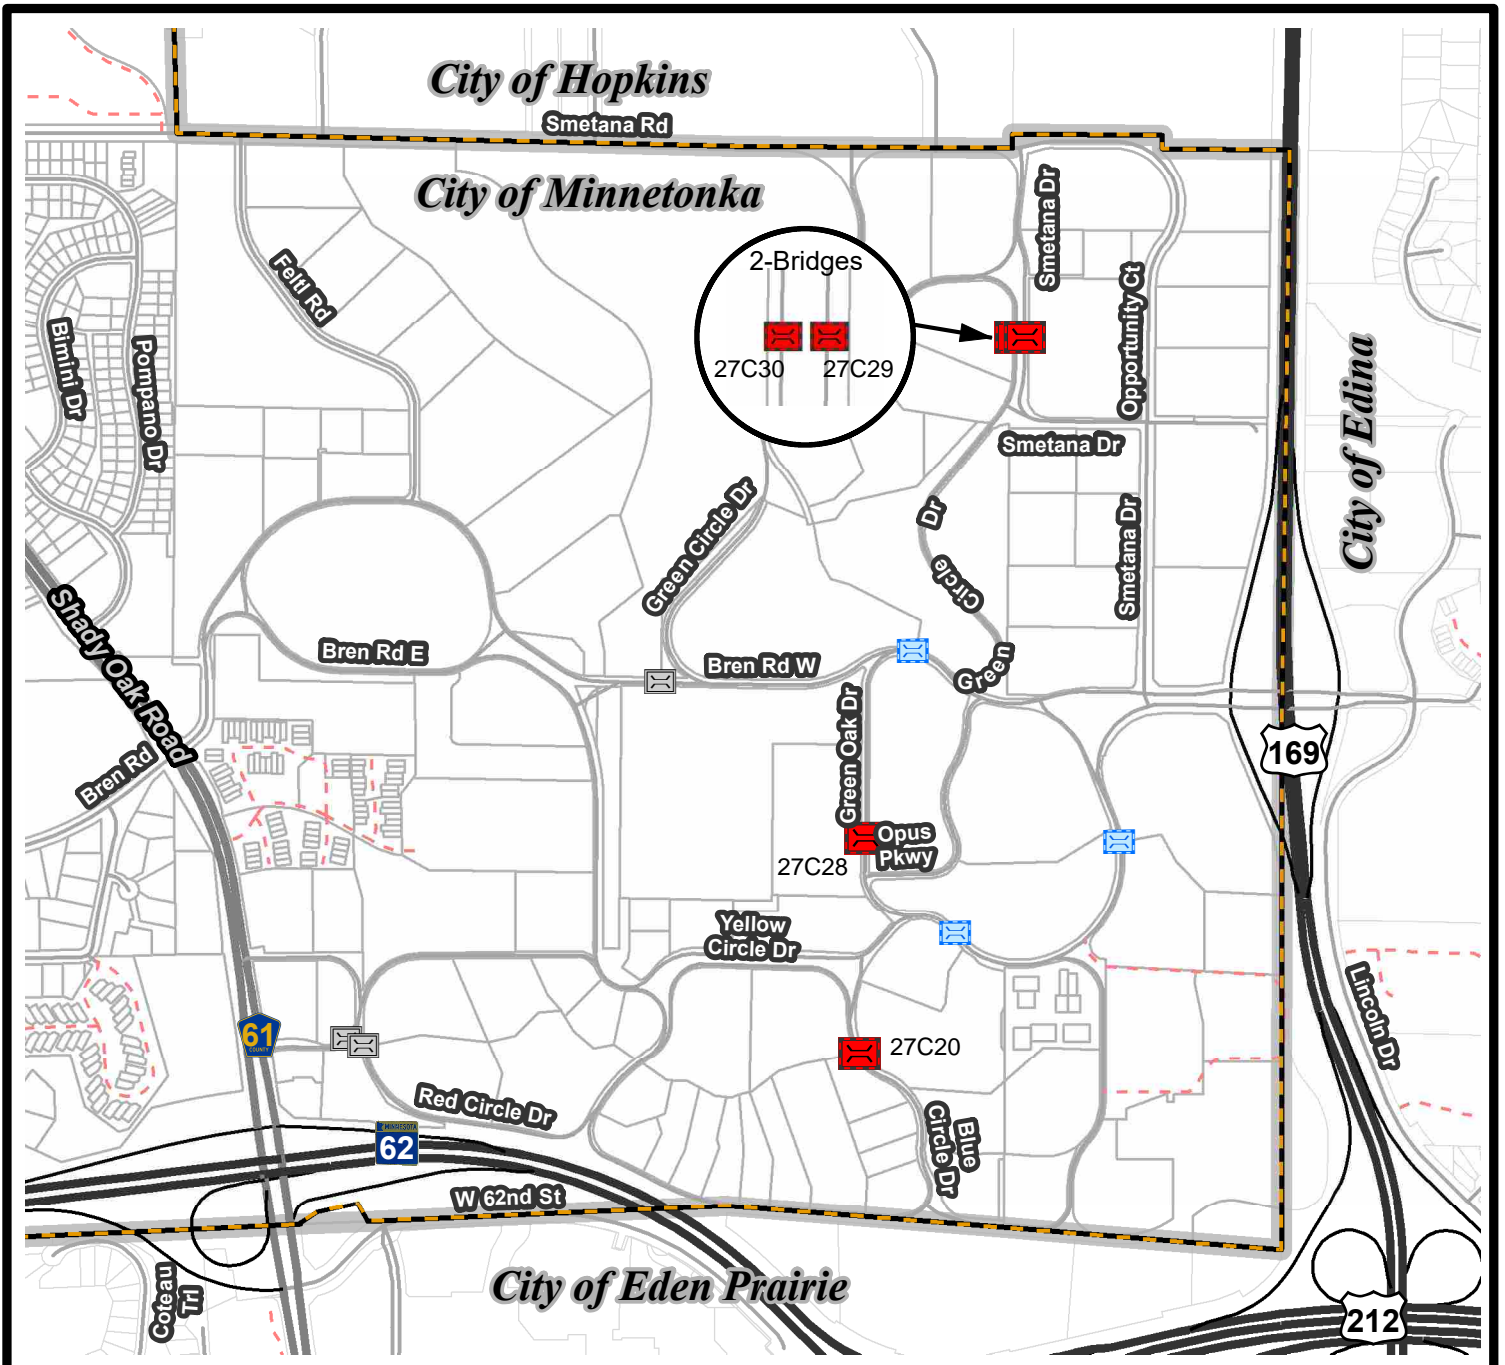 City of Hopkins
Smetana Rd
City of Minnetonka
Smetana Dr
Feltl Rd
2-Bridges
Opportunity Ct
Bimini Dr
Pompano Dr
27C30
27C29
City of Edina
Smetana Dr
Green Circle Dr
Dr
Circle
Green
Smetana Dr
Shady Oak Road
Bren Rd E
Bren Rd W
Green Oak Dr
169
Bren Rd
Opus
Pkwy
27C28
Yellow
Circle Dr
Lincoln Dr
61
COUNTY
27C20
Red Circle Dr
Blue
Circle Dr
MINNESOTA
62
W 62nd St
Coteau
Trl
City of Eden Prairie
212